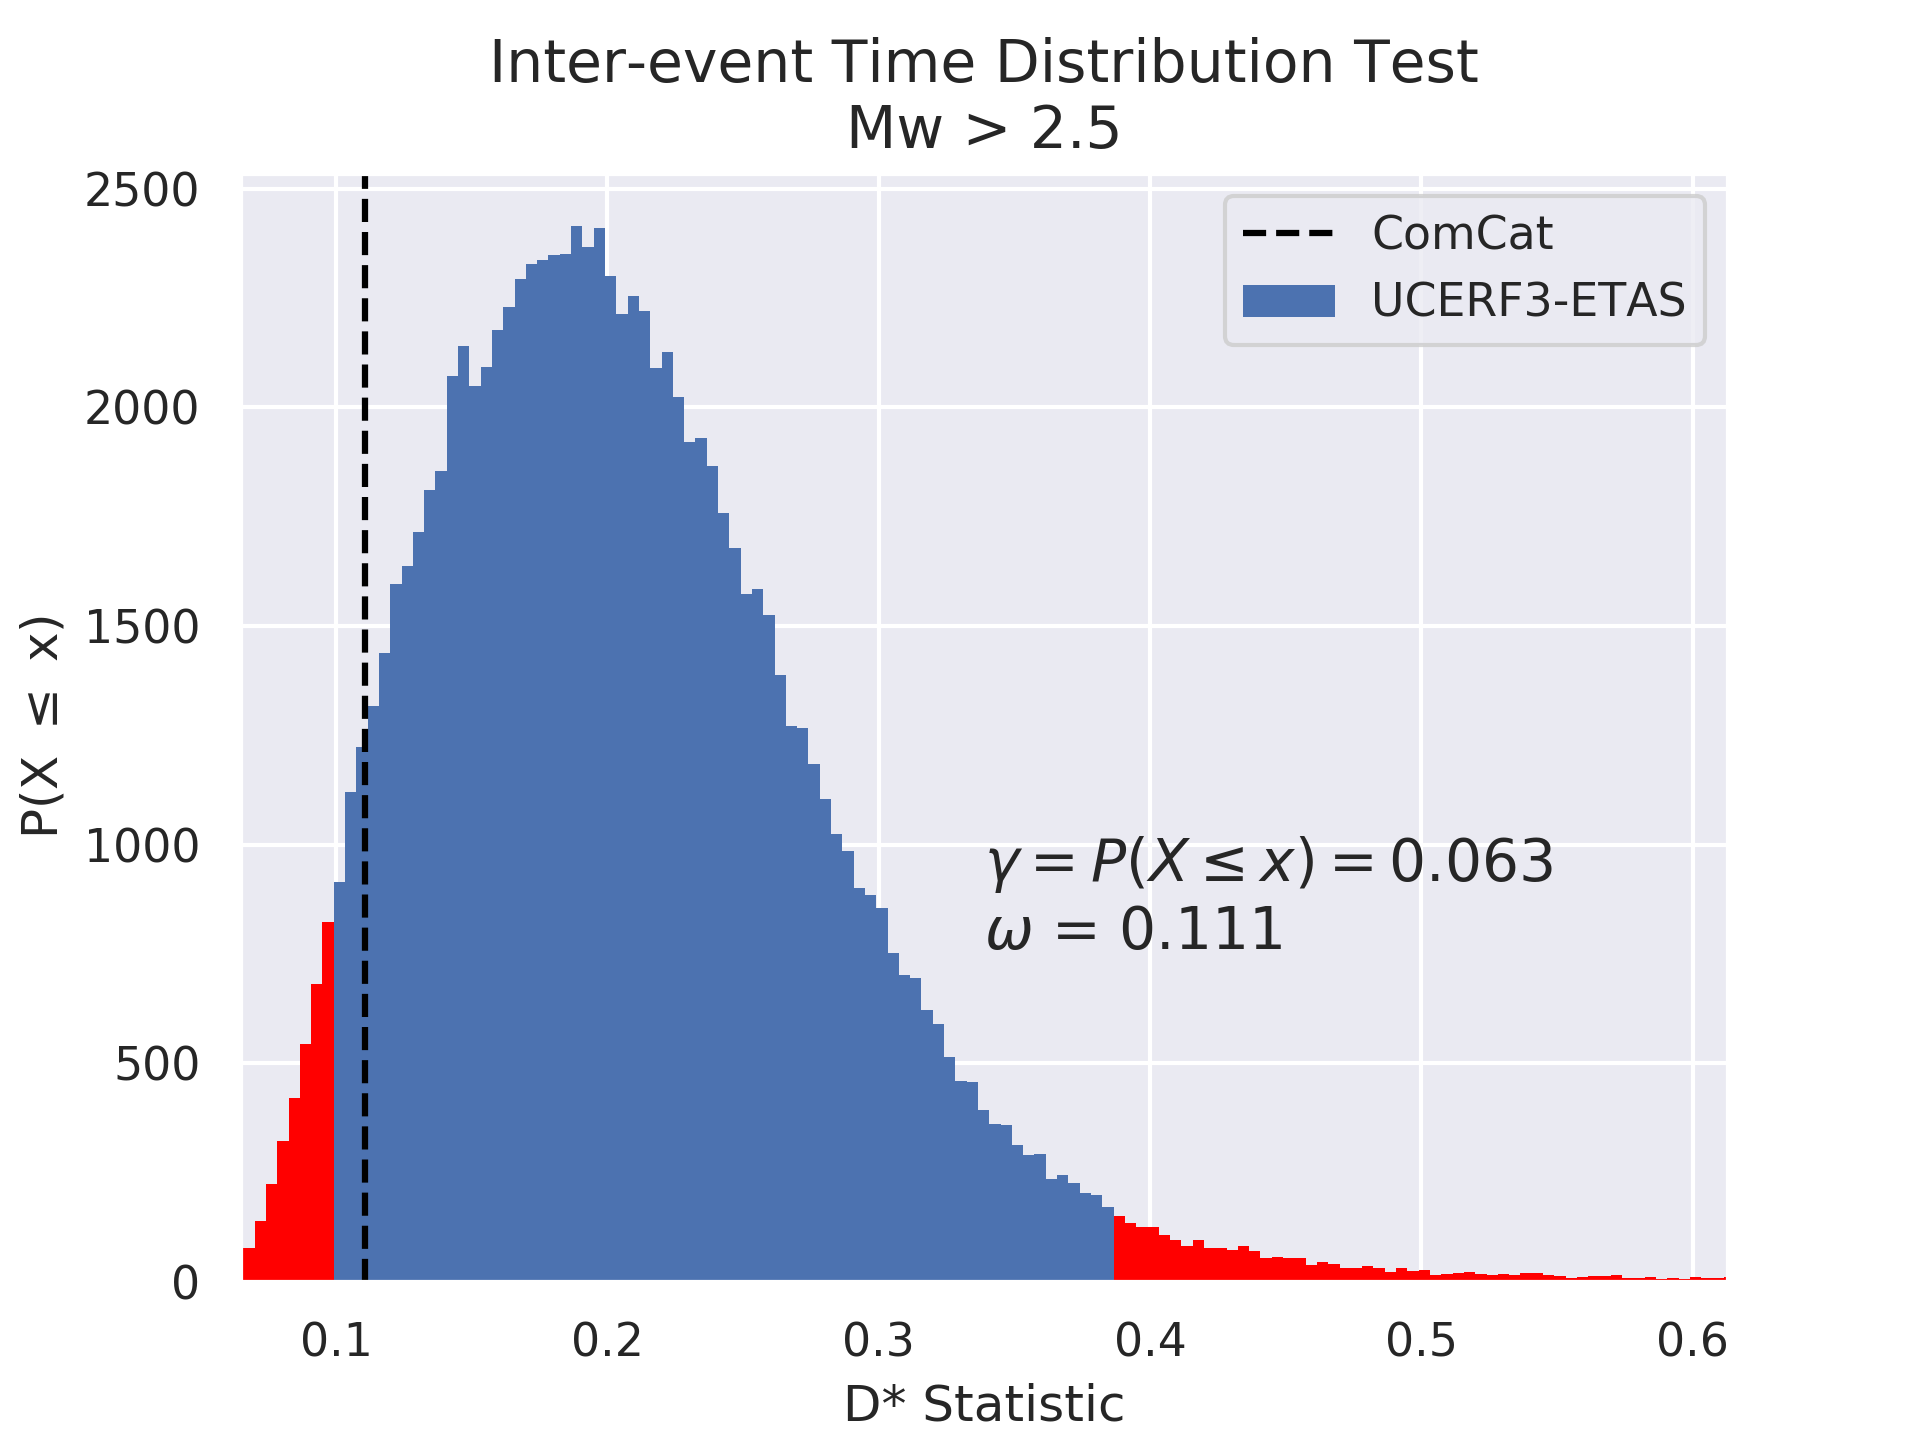 Inter-event Time Distribution Test
Mw > 2.5
2500
2000
1500
1000
500
0
P(X ≤ x)
ComCat
UCERF3-ETAS
γ = P(X ≤ x) = 0.063
ω = 0.111
0.1 0.2 0.3 0.4 0.5 0.6
D* Statistic